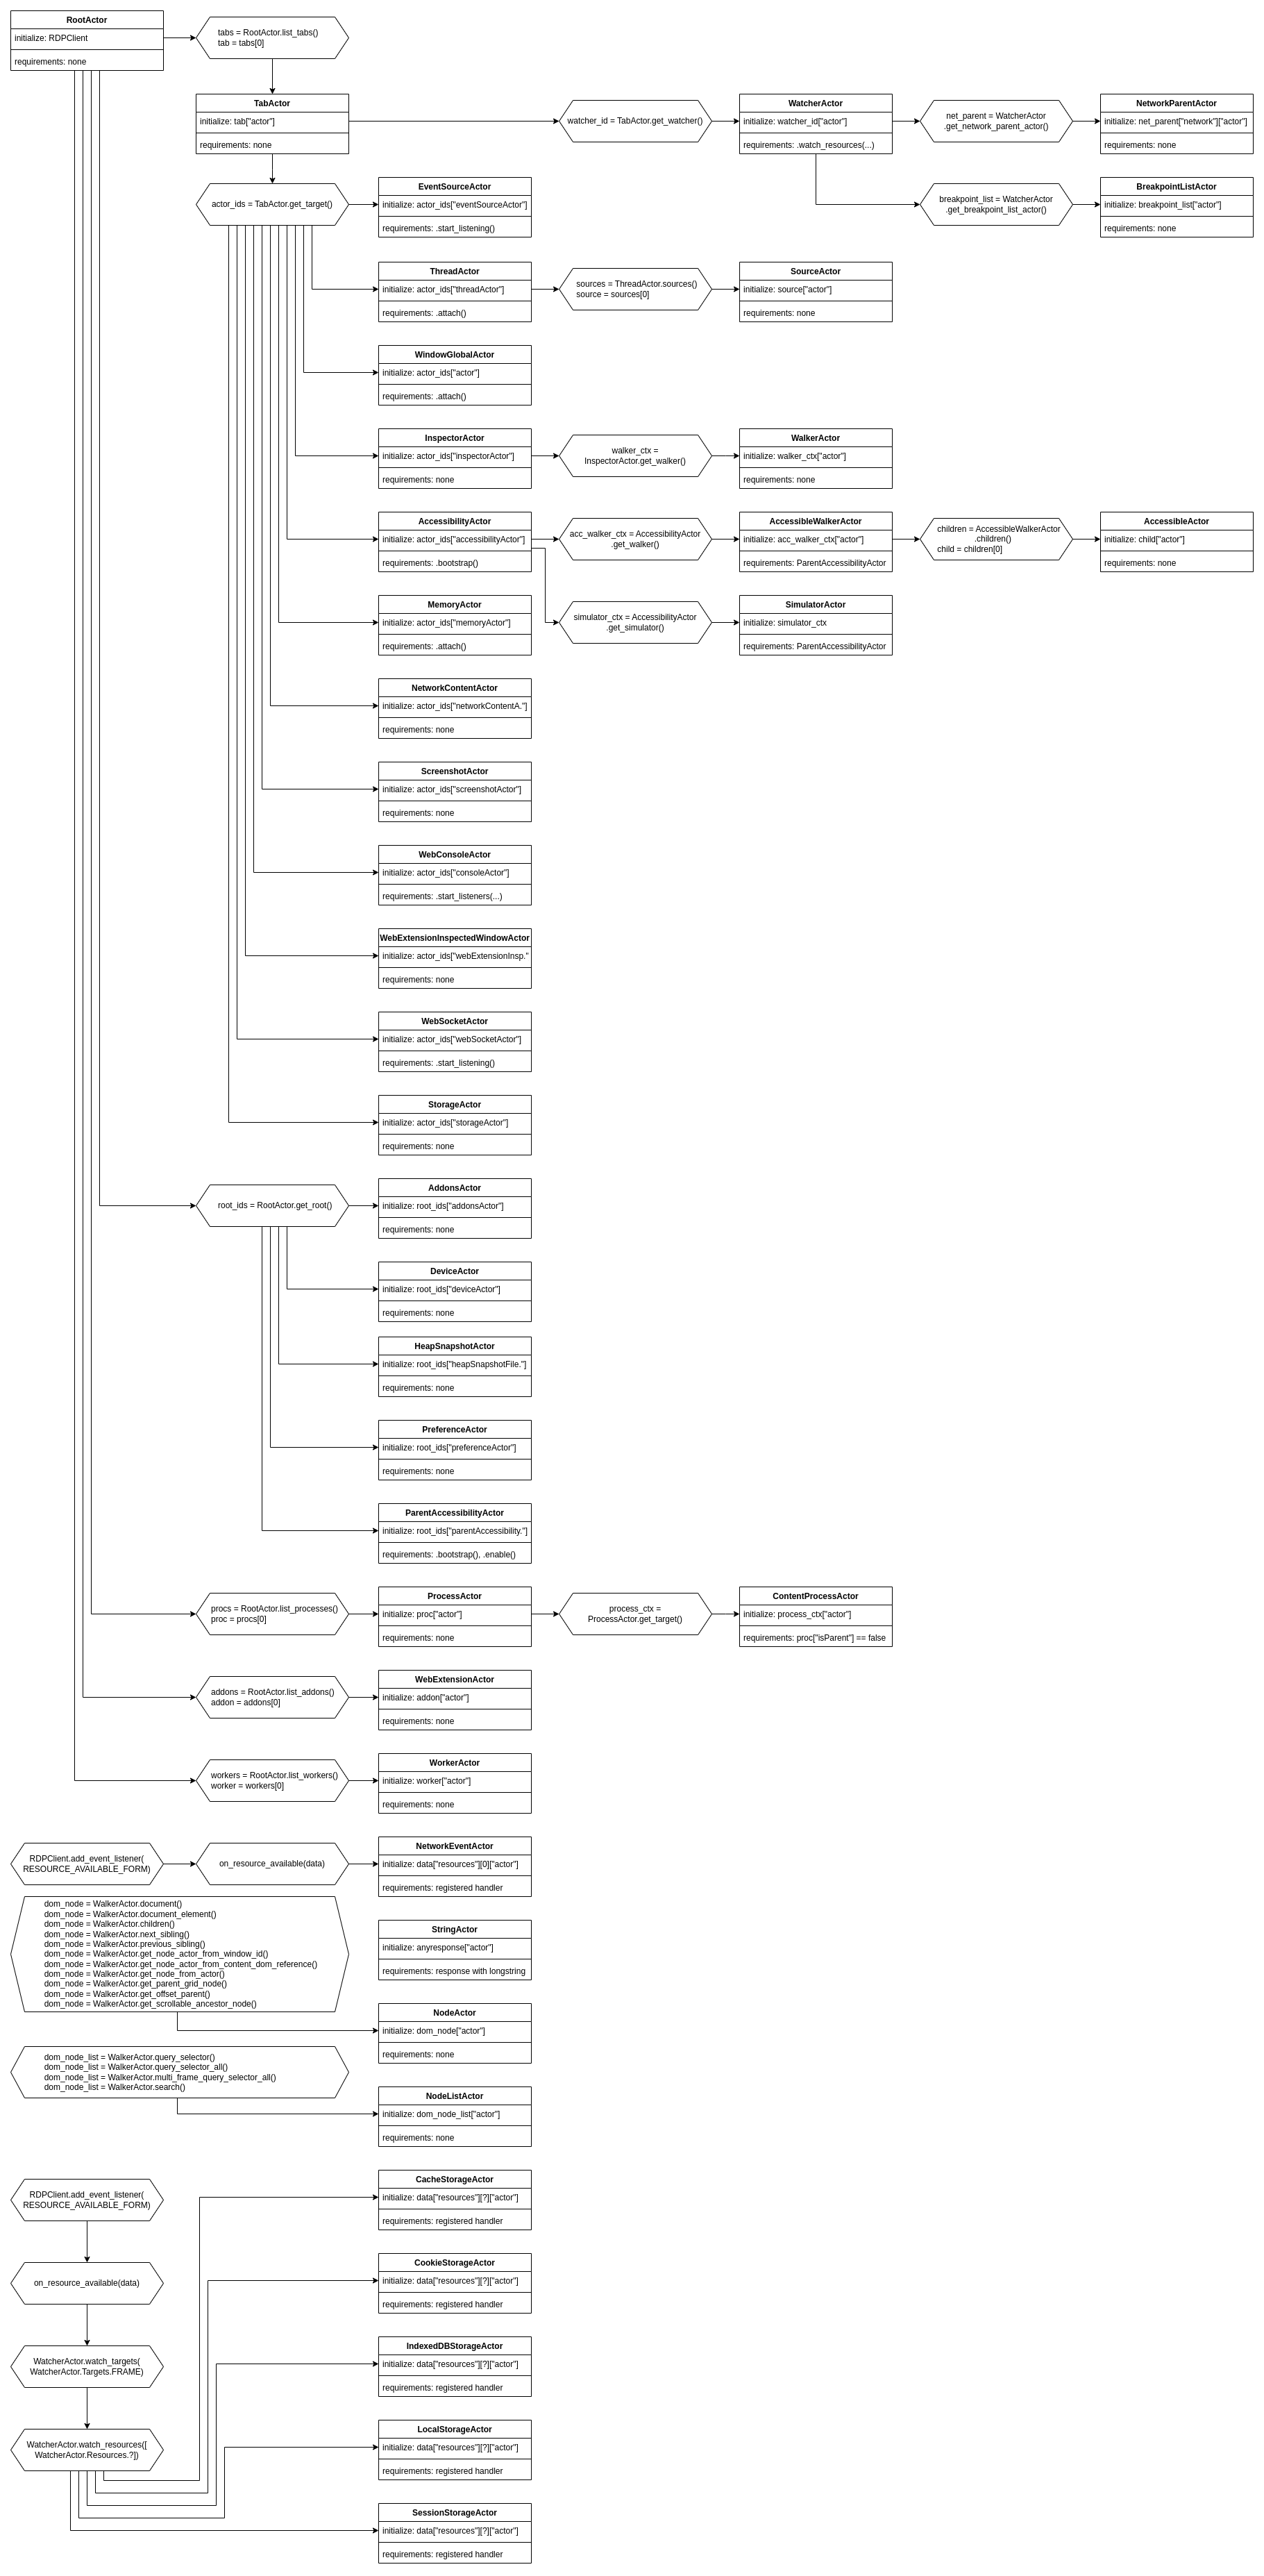 RootActor
initialize: RDPClient
requirements: none
tabs = RootActor.list_tabs()
tab = tabs[0]
TabActor
initialize: tab["actor"]
requirements: none
watcher_id = TabActor.get_watcher()
WatcherActor
initialize: watcher_id["actor"]
requirements: .watch_resources(...)
net_parent = WatcherActor
.get_network_parent_actor()
NetworkParentActor
initialize: net_parent["network"]["actor"]
requirements: none
actor_ids = TabActor.get_target()
EventSourceActor
initialize: actor_ids["eventSourceActor"]
requirements: .start_listening()
breakpoint_list = WatcherActor
.get_breakpoint_list_actor()
BreakpointListActor
initialize: breakpoint_list["actor"]
requirements: none
ThreadActor
initialize: actor_ids["threadActor"]
requirements: .attach()
sources = ThreadActor.sources()
source = sources[0]
SourceActor
initialize: source["actor"]
requirements: none
WindowGlobalActor
initialize: actor_ids["actor"]
requirements: .attach()
InspectorActor
initialize: actor_ids["inspectorActor"]
requirements: none
walker_ctx =
InspectorActor.get_walker()
WalkerActor
initialize: walker_ctx["actor"]
requirements: none
AccessibilityActor
initialize: actor_ids["accessibilityActor"]
requirements: .bootstrap()
acc_walker_ctx = AccessibilityActor
.get_walker()
AccessibleWalkerActor
initialize: acc_walker_ctx["actor"]
requirements: ParentAccessibilityActor
children = AccessibleWalkerActor
.children()
child = children[0]
AccessibleActor
initialize: child["actor"]
requirements: none
MemoryActor
initialize: actor_ids["memoryActor"]
requirements: .attach()
simulator_ctx = AccessibilityActor
.get_simulator()
SimulatorActor
initialize: simulator_ctx
requirements: ParentAccessibilityActor
NetworkContentActor
initialize: actor_ids["networkContentA."]
requirements: none
ScreenshotActor
initialize: actor_ids["screenshotActor"]
requirements: none
WebConsoleActor
initialize: actor_ids["consoleActor"]
requirements: .start_listeners(...)
WebExtensionInspectedWindowActor
initialize: actor_ids["webExtensionInsp."
requirements: none
WebSocketActor
initialize: actor_ids["webSocketActor"]
requirements: .start_listening()
StorageActor
initialize: actor_ids["storageActor"]
requirements: none
root_ids = RootActor.get_root()
AddonsActor
initialize: root_ids["addonsActor"]
requirements: none
DeviceActor
initialize: root_ids["deviceActor"]
requirements: none
HeapSnapshotActor
initialize: root_ids["heapSnapshotFile."]
requirements: none
PreferenceActor
initialize: root_ids["preferenceActor"]
requirements: none
ParentAccessibilityActor
initialize: root_ids["parentAccessibility."]
requirements: .bootstrap(), .enable()
procs = RootActor.list_processes()
proc = procs[0]
ProcessActor
initialize: proc["actor"]
requirements: none
process_ctx =
ProcessActor.get_target()
ContentProcessActor
initialize: process_ctx["actor"]
requirements: proc["isParent"] == false
addons = RootActor.list_addons()
addon = addons[0]
WebExtensionActor
initialize: addon["actor"]
requirements: none
workers = RootActor.list_workers()
worker = workers[0]
WorkerActor
initialize: worker["actor"]
requirements: none
RDPClient.add_event_listener(
RESOURCE_AVAILABLE_FORM)
on_resource_available(data)
NetworkEventActor
initialize: data["resources"][0]["actor"]
requirements: registered handler
dom_node = WalkerActor.document()
dom_node = WalkerActor.document_element()
dom_node = WalkerActor.children()
dom_node = WalkerActor.next_sibling()
dom_node = WalkerActor.previous_sibling()
dom_node = WalkerActor.get_node_actor_from_window_id()
dom_node = WalkerActor.get_node_actor_from_content_dom_reference()
dom_node = WalkerActor.get_node_from_actor()
dom_node = WalkerActor.get_parent_grid_node()
dom_node = WalkerActor.get_offset_parent()
dom_node = WalkerActor.get_scrollable_ancestor_node()
StringActor
initialize: anyresponse["actor"]
requirements: response with longstring
NodeActor
initialize: dom_node["actor"]
requirements: none
dom_node_list = WalkerActor.query_selector()
dom_node_list = WalkerActor.query_selector_all()
dom_node_list = WalkerActor.multi_frame_query_selector_all()
dom_node_list = WalkerActor.search()
NodeListActor
initialize: dom_node_list["actor"]
requirements: none
RDPClient.add_event_listener(
RESOURCE_AVAILABLE_FORM)
CacheStorageActor
initialize: data["resources"][?]["actor"]
requirements: registered handler
on_resource_available(data)
CookieStorageActor
initialize: data["resources"][?]["actor"]
requirements: registered handler
WatcherActor.watch_targets(
WatcherActor.Targets.FRAME)
IndexedDBStorageActor
initialize: data["resources"][?]["actor"]
requirements: registered handler
WatcherActor.watch_resources([
WatcherActor.Resources.?])
LocalStorageActor
initialize: data["resources"][?]["actor"]
requirements: registered handler
SessionStorageActor
initialize: data["resources"][?]["actor"]
requirements: registered handler